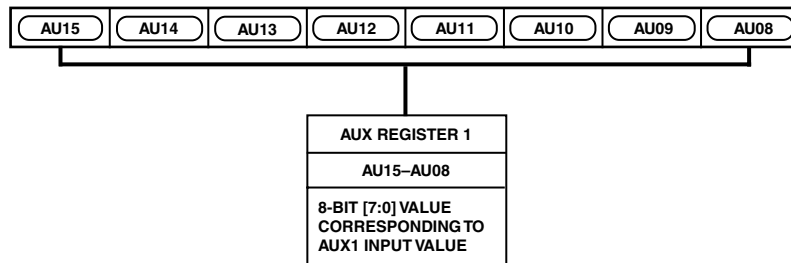 AU15 AU14 AU13 AU12 AU11 AU10 AU09 AU08
AUX REGISTER 1
AU15–AU08
8-BIT [7:0] VALUE
CORRESPONDING TO
AUX1 INPUT VALUE